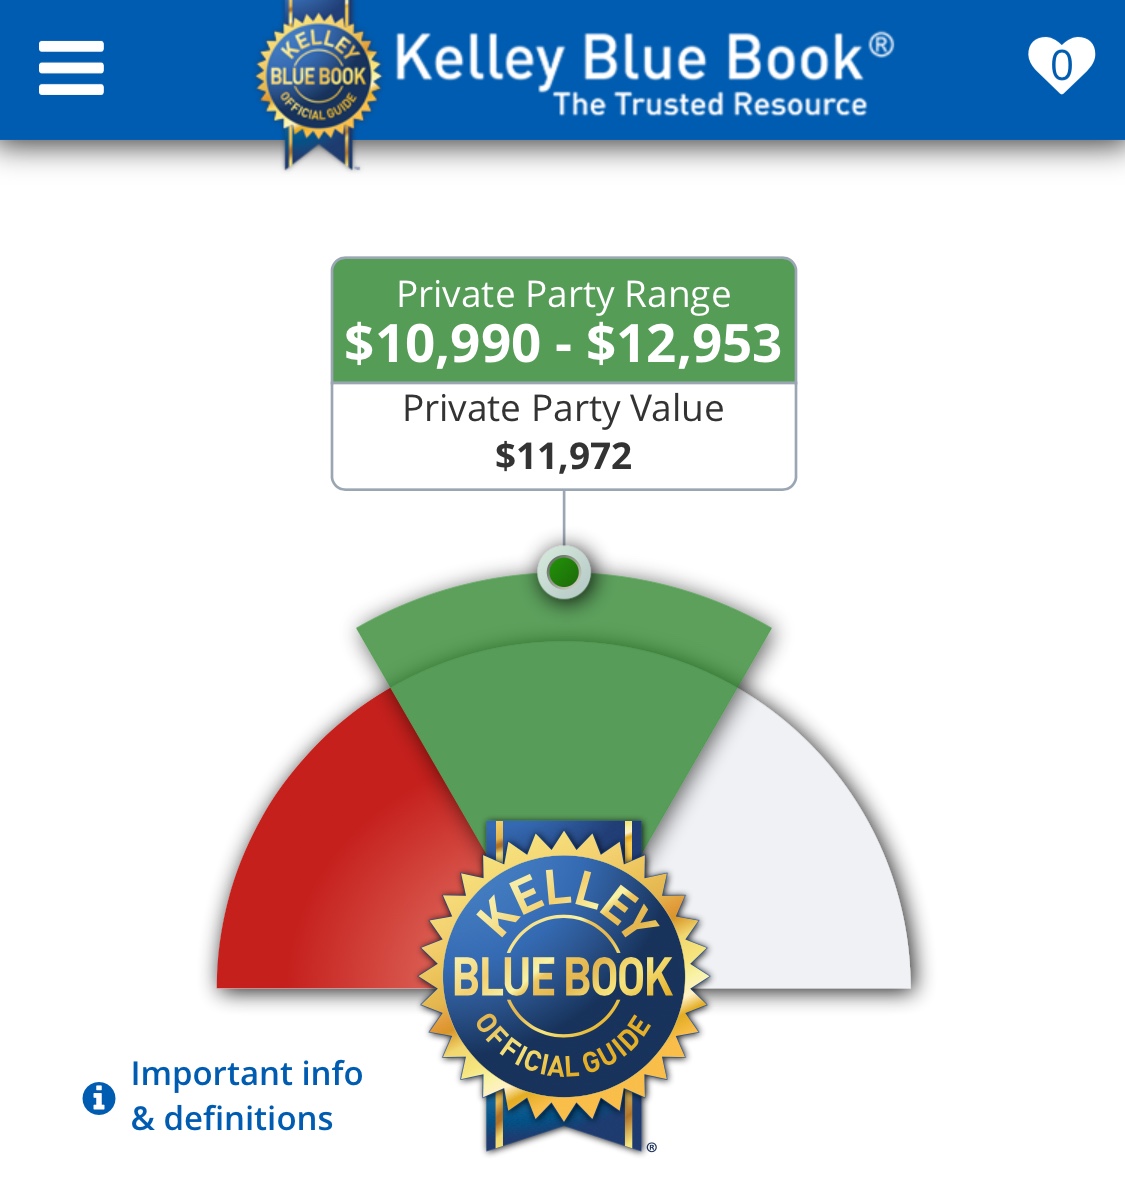 KELLEY
BLUE BOOK
OFFICIAL GUIDE
™
Kelley Blue Book®
The Trusted Resource
0
Private Party Range
$10,990 - $12,953
Private Party Value
$11,972
KELLEY
BLUE BOOK
OFFICIAL GUIDE
®
Important info
& definitions